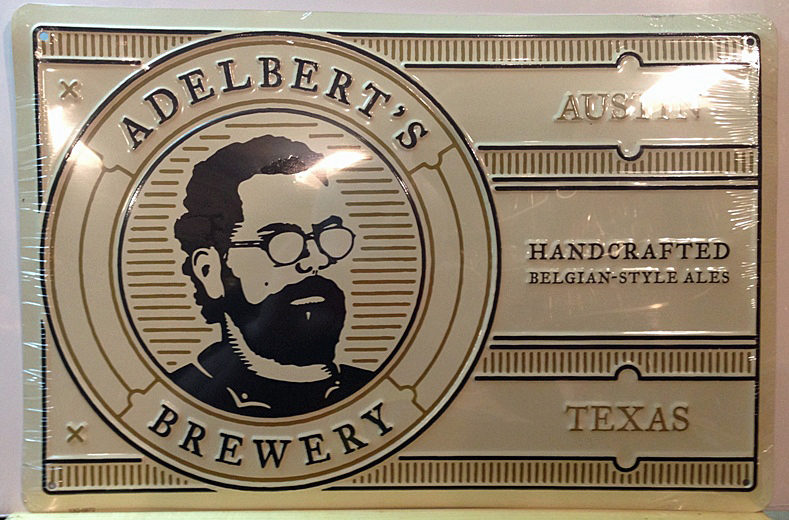 ADELBERT'S
BREWERY
AUSTIN
HANDCRAFTED
BELGIAN-STYLE ALES
TEXAS